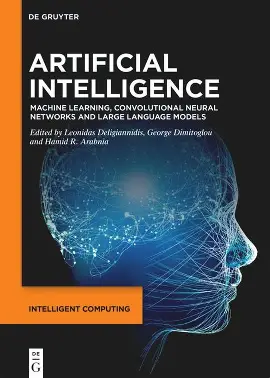 DE GRUYTER
ARTIFICIAL
INTELLIGENCE
MACHINE LEARNING, CONVOLUTIONAL NEURAL
NETWORKS AND LARGE LANGUAGE MODELS
Edited by Leonidas Deligiannidis, George Dimitoglou
and Hamid R. Arabnia
INTELLIGENT COMPUTING
DE
G